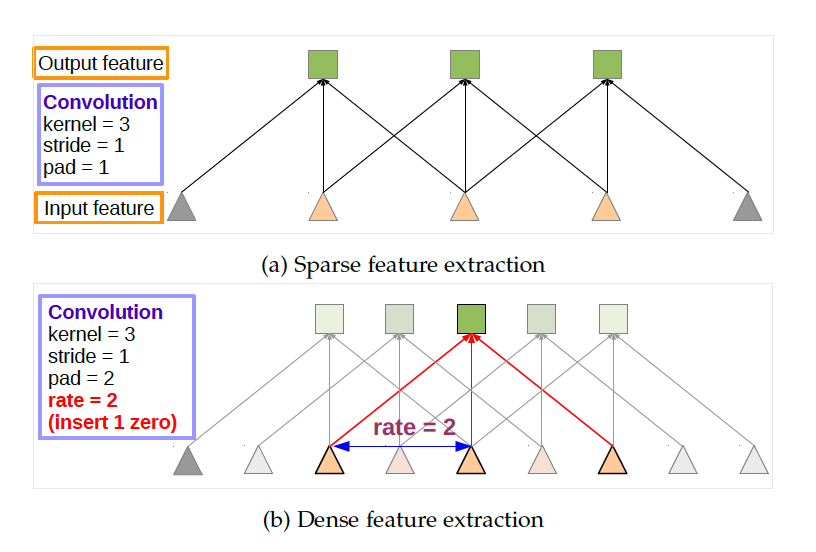 Output feature
Convolution
kernel = 3
stride = 1
pad = 1
Input feature
(a) Sparse feature extraction
Convolution
kernel = 3
stride = 1
pad = 2
rate = 2
(insert 1 zero)
rate = 2
(b) Dense feature extraction